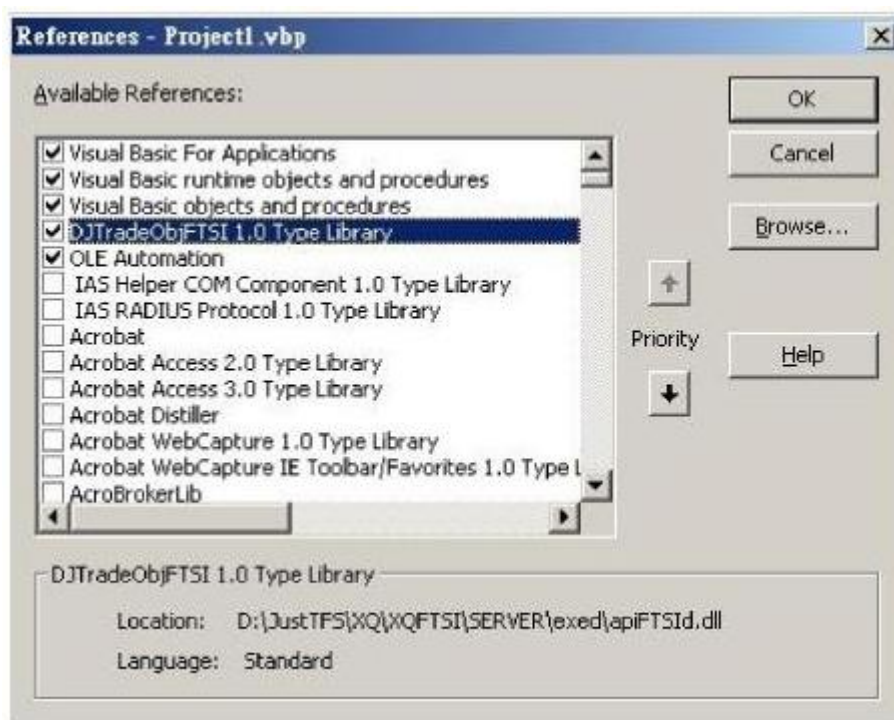 References - Project1.vbp
Available References:
Visual Basic For Applications
Visual Basic runtime objects and procedures
Visual Basic objects and procedures
DJTradeObjFTSI 1.0 Type Library
OLE Automation
IAS Helper COM Component 1.0 Type Library
IAS RADIUS Protocol 1.0 Type Library
Acrobat
Acrobat Access 2.0 Type Library
Acrobat Access 3.0 Type Library
Acrobat Distiller
Acrobat WebCapture 1.0 Type Library
Acrobat WebCapture IE Toolbar/Favorites 1.0 Type L
AcroBrokerLib
Priority
OK
Cancel
Browse...
Help
DJTradeObjFTSI 1.0 Type Library
Location: D:\JustTFS\XQ\XQFTSI\SERVER\exed\apiFTSId.dll
Language: Standard